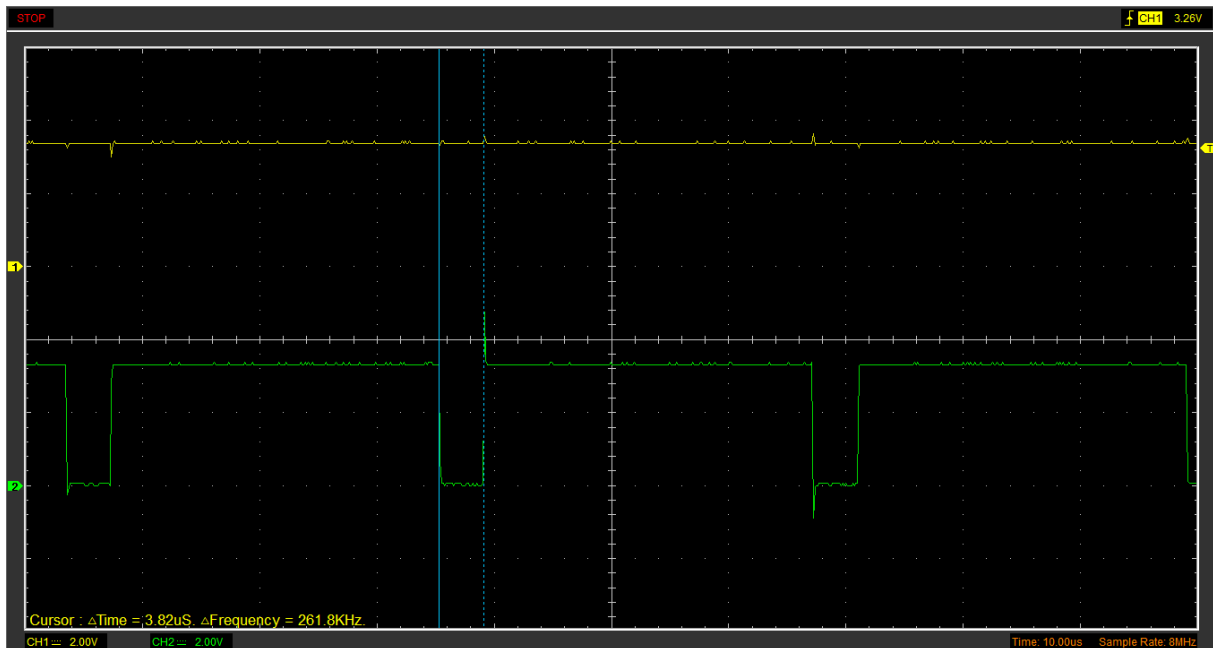 STOP
CH1 3.26V
T
1
2
Cursor : △Time = 3.82uS. △Frequency = 261.8KHz.
CH1 ⎓ 2.00V CH2 ⎓ 2.00V Time: 10.00us Sample Rate: 8MHz